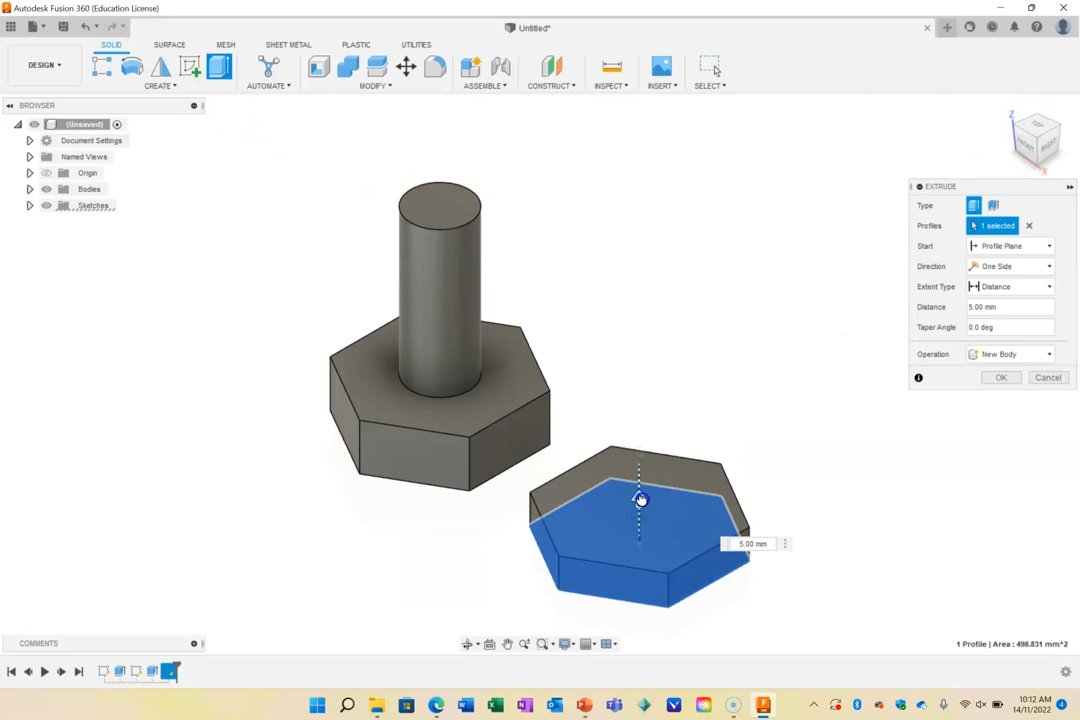 Autodesk Fusion 360 (Education License)
Untitled*
DESIGN
SOLID SURFACE MESH SHEET METAL PLASTIC UTILITIES
CREATE AUTOMATE MODIFY ASSEMBLE CONSTRUCT INSPECT INSERT SELECT
BROWSER
(Unsaved)
Document Settings
Named Views
Origin
Bodies
Sketches
Z
TOP
FRONT RIGHT
X
EXTRUDE
Type
Profiles 1 selected
Start Profile Plane
Direction One Side
Extent Type Distance
Distance 5.00 mm
Taper Angle 0.0 deg
Operation New Body
OK Cancel
5.00 mm
COMMENTS
1 Profile | Area : 498.831 mm^2
10:12 AM
14/11/2022
4